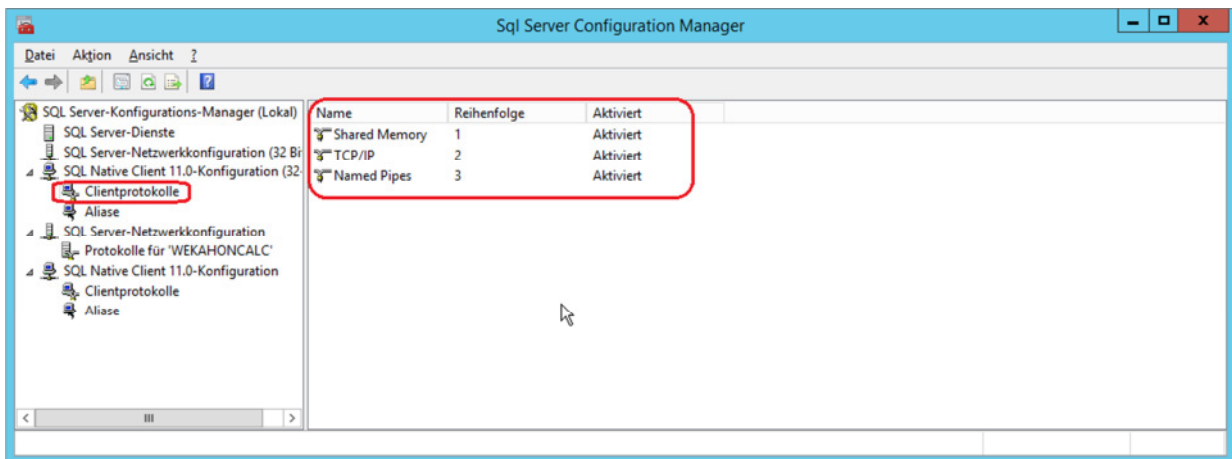 Sql Server Configuration Manager
Datei Aktion Ansicht ?
SQL Server-Konfigurations-Manager (Lokal)
SQL Server-Dienste
SQL Server-Netzwerkkonfiguration (32 Bi
SQL Native Client 11.0-Konfiguration (32-
Clientprotokolle
Aliase
SQL Server-Netzwerkkonfiguration
Protokolle für 'WEKAHONCALC'
SQL Native Client 11.0-Konfiguration
Clientprotokolle
Aliase
Name Reihenfolge Aktiviert
Shared Memory 1 Aktiviert
TCP/IP 2 Aktiviert
Named Pipes 3 Aktiviert